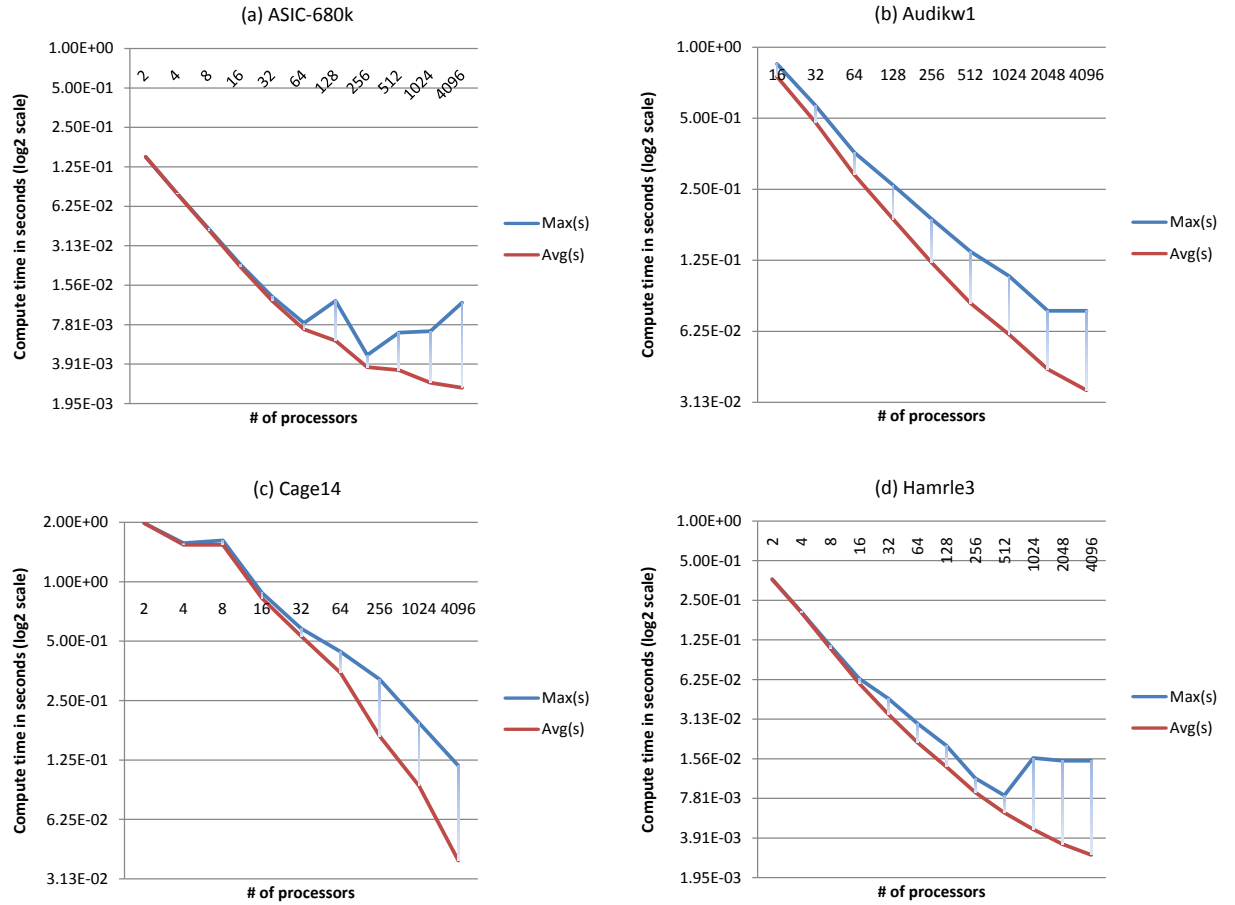 (a) ASIC-680k
1.00E+00
5.00E-01
2.50E-01
1.25E-01
6.25E-02
3.13E-02
1.56E-02
7.81E-03
3.91E-03
1.95E-03
2 4 8 16 32 64 128 256 512 1024 4096
Compute time in seconds (log2 scale)
# of processors
Max(s)
Avg(s)
(b) Audikw1
1.00E+00
5.00E-01
2.50E-01
1.25E-01
6.25E-02
3.13E-02
16 32 64 128 256 512 1024 2048 4096
Compute time in seconds (log2 scale)
# of processors
Max(s)
Avg(s)
(c) Cage14
2.00E+00
1.00E+00
5.00E-01
2.50E-01
1.25E-01
6.25E-02
3.13E-02
2 4 8 16 32 64 256 1024 4096
Compute time in seconds (log2 scale)
# of processors
Max(s)
Avg(s)
(d) Hamrle3
1.00E+00
5.00E-01
2.50E-01
1.25E-01
6.25E-02
3.13E-02
1.56E-02
7.81E-03
3.91E-03
1.95E-03
2 4 8 16 32 64 128 256 512 1024 2048 4096
Compute time in seconds (log2 scale)
# of processors
Max(s)
Avg(s)